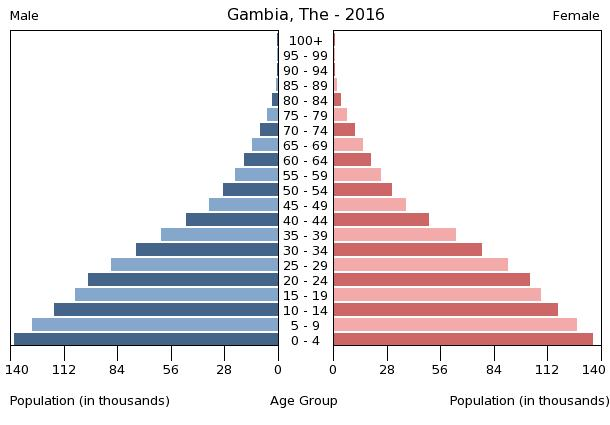 Male Gambia, The - 2016 Female
100+
95 - 99
90 - 94
85 - 89
80 - 84
75 - 79
70 - 74
65 - 69
60 - 64
55 - 59
50 - 54
45 - 49
40 - 44
35 - 39
30 - 34
25 - 29
20 - 24
15 - 19
10 - 14
5 - 9
0 - 4
140 112 84 56 28 0 0 28 56 84 112 140
Population (in thousands) Age Group Population (in thousands)